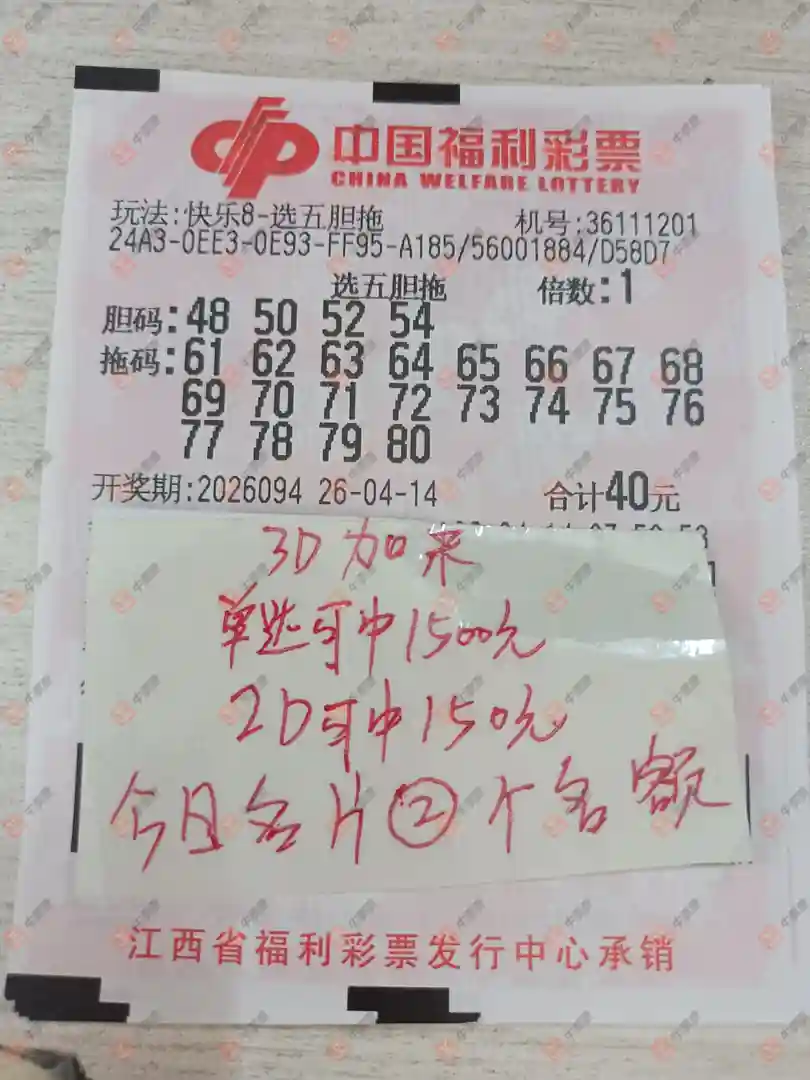 中国福利彩票
CHINA WELFARE LOTTERY
玩法:快乐8-选五胆拖 机号:36111201
24A3-0EE3-0E93-FF95-A185/56001884/D58D7
选五胆拖 倍数:1
胆码:48 50 52 54
拖码:61 62 63 64 65 66 67 68
69 70 71 72 73 74 75 76
77 78 79 80
开奖期:2026094 26-04-14 合计40元
3D加来
单选可中1500元
2D可中150元
今日名片②个名额
江西省福利彩票发行中心承销